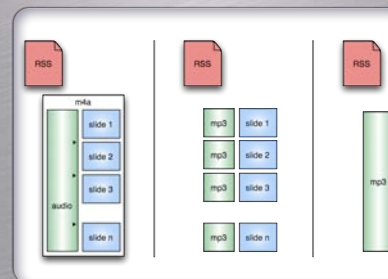 RSS
m4a
audio
slide 1
slide 2
slide 3
slide n
RSS
mp3 slide 1
mp3 slide 2
mp3 slide 3
mp3 slide n
RSS
mp3